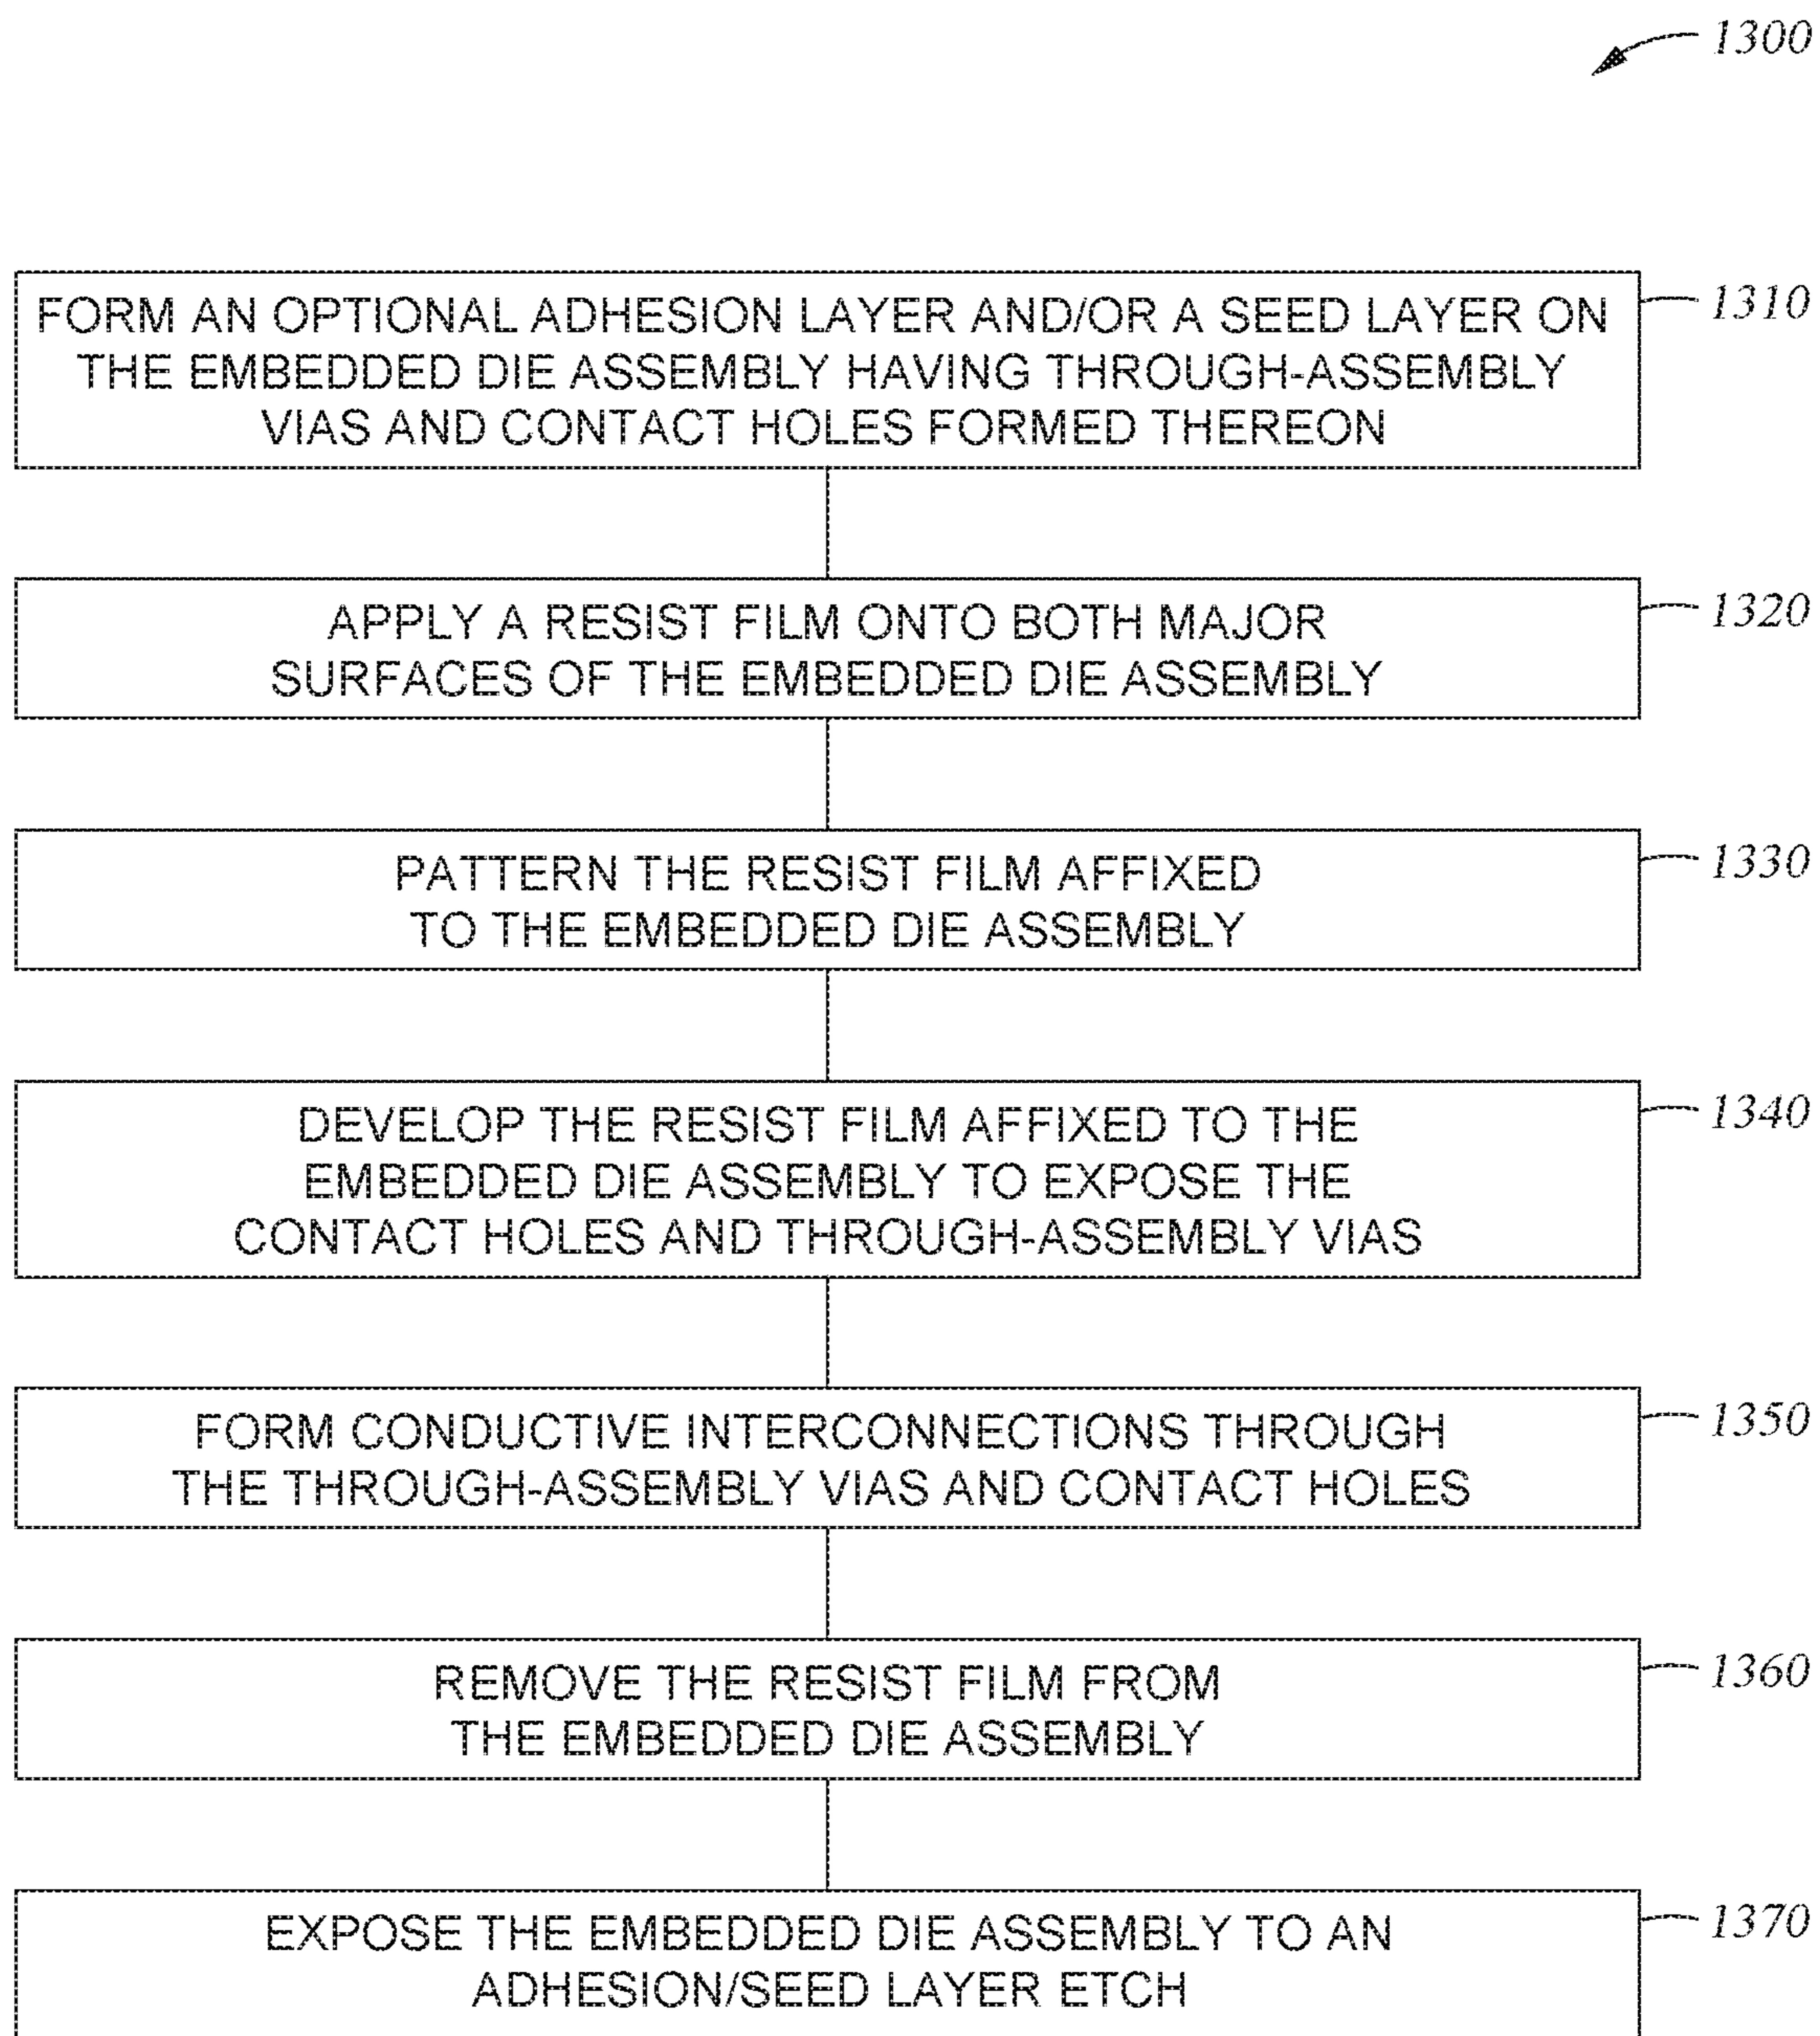 1300
FORM AN OPTIONAL ADHESION LAYER AND/OR A SEED LAYER ON
THE EMBEDDED DIE ASSEMBLY HAVING THROUGH-ASSEMBLY
VIAS AND CONTACT HOLES FORMED THEREON
1310
APPLY A RESIST FILM ONTO BOTH MAJOR
SURFACES OF THE EMBEDDED DIE ASSEMBLY
1320
PATTERN THE RESIST FILM AFFIXED
TO THE EMBEDDED DIE ASSEMBLY
1330
DEVELOP THE RESIST FILM AFFIXED TO THE
EMBEDDED DIE ASSEMBLY TO EXPOSE THE
CONTACT HOLES AND THROUGH-ASSEMBLY VIAS
1340
FORM CONDUCTIVE INTERCONNECTIONS THROUGH
THE THROUGH-ASSEMBLY VIAS AND CONTACT HOLES
1350
REMOVE THE RESIST FILM FROM
THE EMBEDDED DIE ASSEMBLY
1360
EXPOSE THE EMBEDDED DIE ASSEMBLY TO AN
ADHESION/SEED LAYER ETCH
1370